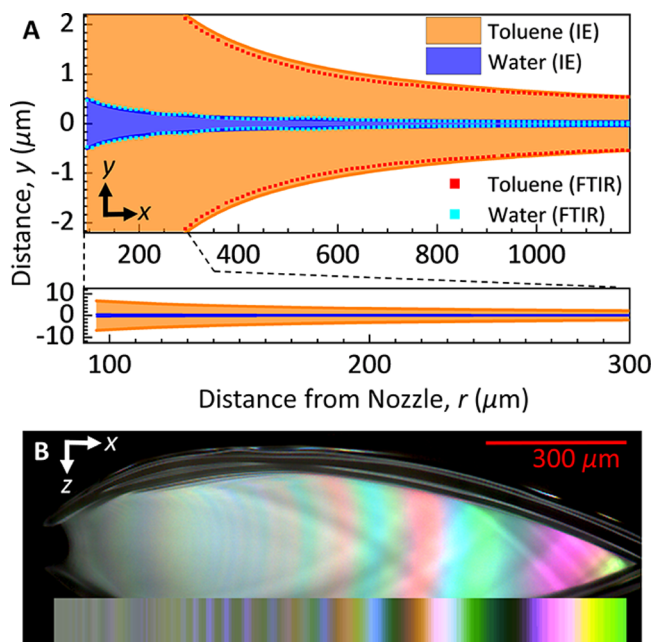 A
Toluene (IE)
Water (IE)
Distance, y (μm)
2
1
0
-1
-2
y
x
Toluene (FTIR)
Water (FTIR)
200 400 600 800 1000
10
0
-10
100 200 300
Distance from Nozzle, r (μm)
B
x
z
300 μm